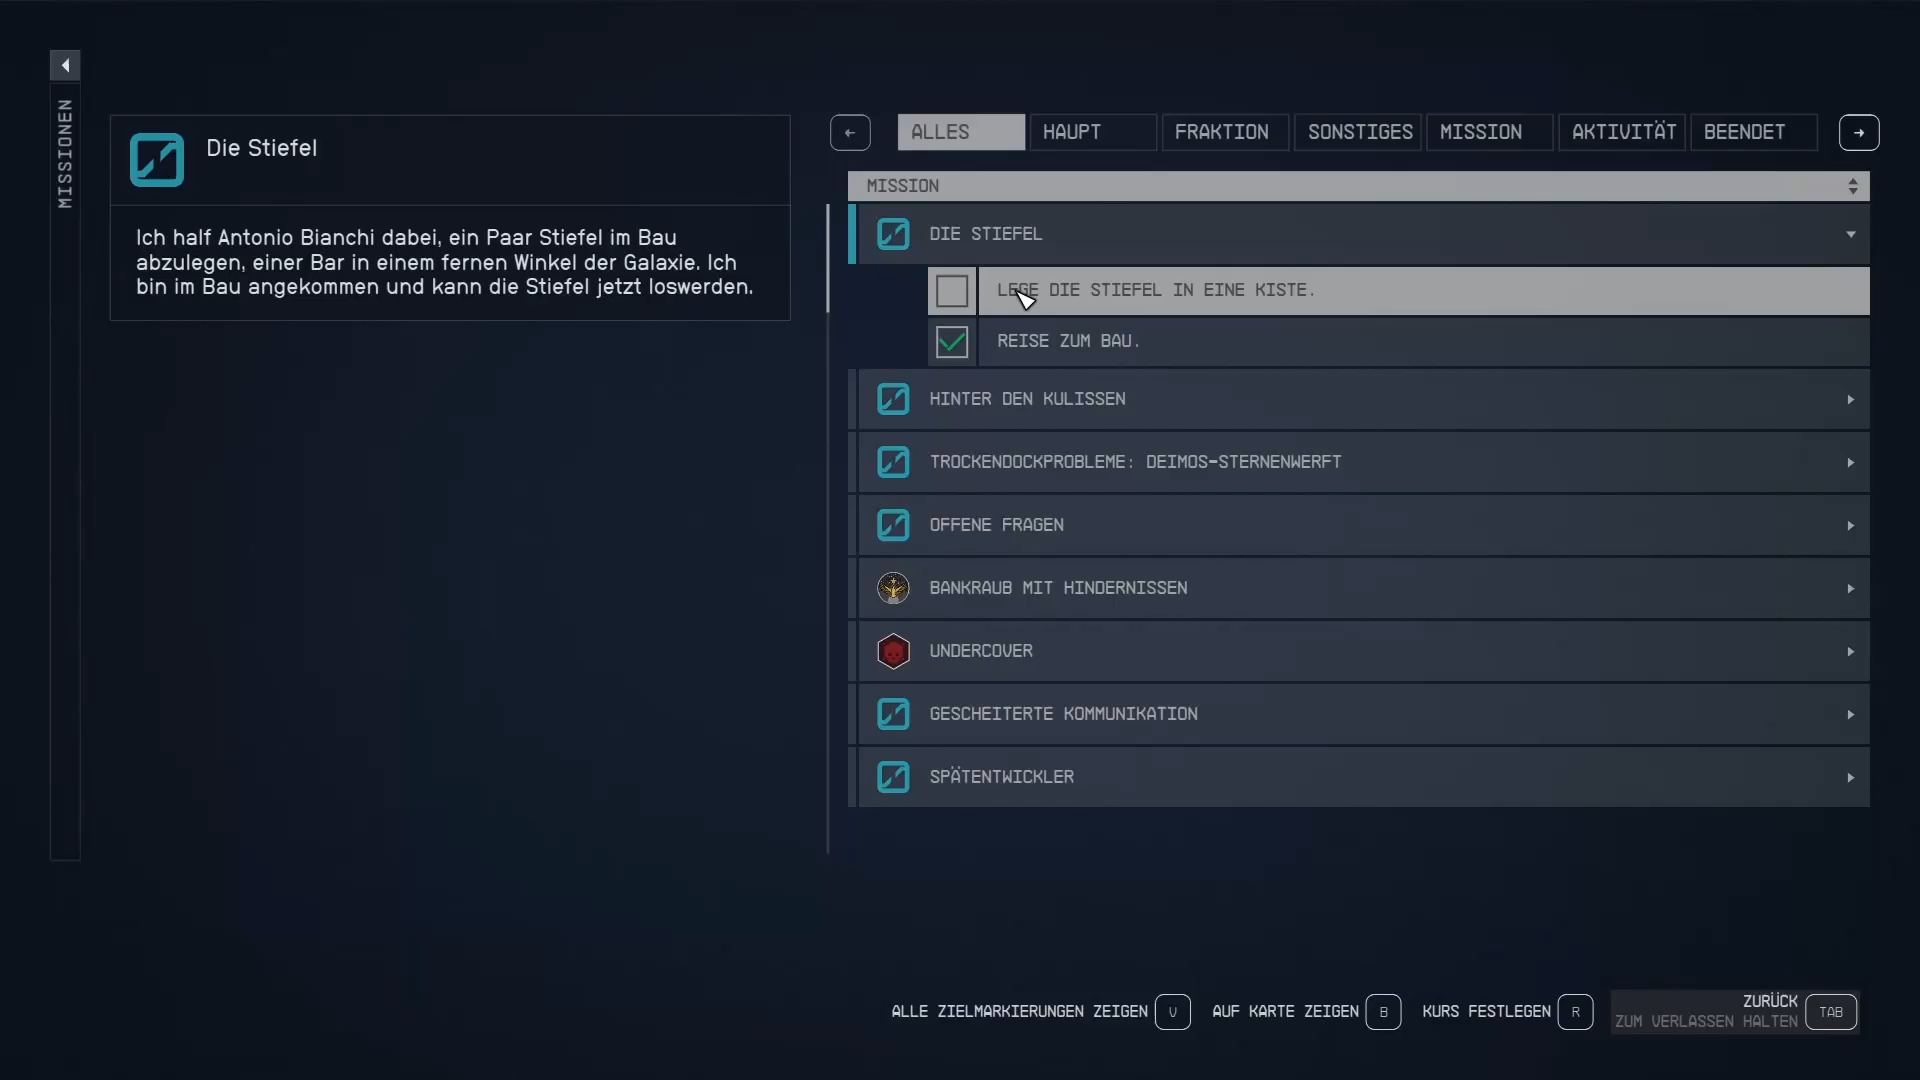 MISSIONEN
Die Stiefel
Ich half Antonio Bianchi dabei, ein Paar Stiefel im Bau
abzulegen, einer Bar in einem fernen Winkel der Galaxie. Ich
bin im Bau angekommen und kann die Stiefel jetzt loswerden.
ALLES HAUPT FRAKTION SONSTIGES MISSION AKTIVITÄT BEENDET
MISSION
DIE STIEFEL
LEGE DIE STIEFEL IN EINE KISTE.
REISE ZUM BAU.
HINTER DEN KULISSEN
TROCKENDOCKPROBLEME: DEIMOS-STERNENWERFT
OFFENE FRAGEN
BANKRAUB MIT HINDERNISSEN
UNDERCOVER
GESCHEITERTE KOMMUNIKATION
SPÄTENTWICKLER
ALLE ZIELMARKIERUNGEN ZEIGEN V AUF KARTE ZEIGEN B KURS FESTLEGEN R
ZURÜCK
ZUM VERLASSEN HALTEN TAB